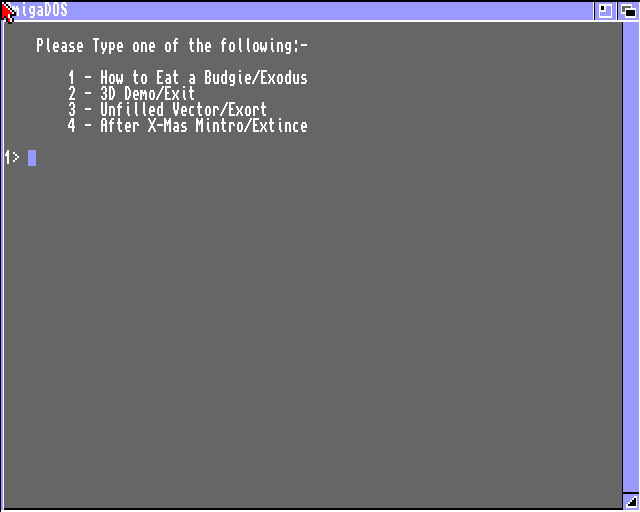 AmigaDOS
Please Type one of the following:-
1 - How to Eat a Budgie/Exodus
2 - 3D Demo/Exit
3 - Unfilled Vector/Exort
4 - After X-Mas Mintro/Extince
1>